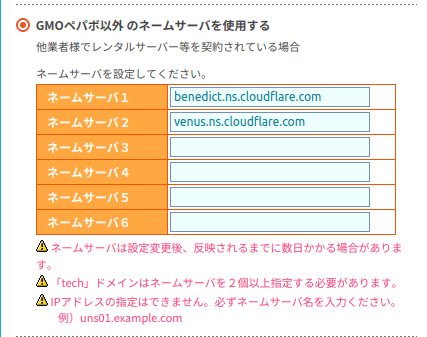 GMOペパボ以外 のネームサーバを使用する
他業者様でレンタルサーバー等を契約されている場合
ネームサーバを設定してください。
ネームサーバ１ benedict.ns.cloudflare.com
ネームサーバ２ venus.ns.cloudflare.com
ネームサーバ３
ネームサーバ４
ネームサーバ５
ネームサーバ６
ネームサーバは設定変更後、反映されるまでに数日かかる場合がありま
す。
「tech」ドメインはネームサーバを２個以上指定する必要があります。
IPアドレスの指定はできません。必ずネームサーバ名を入力ください。
例）uns01.example.com